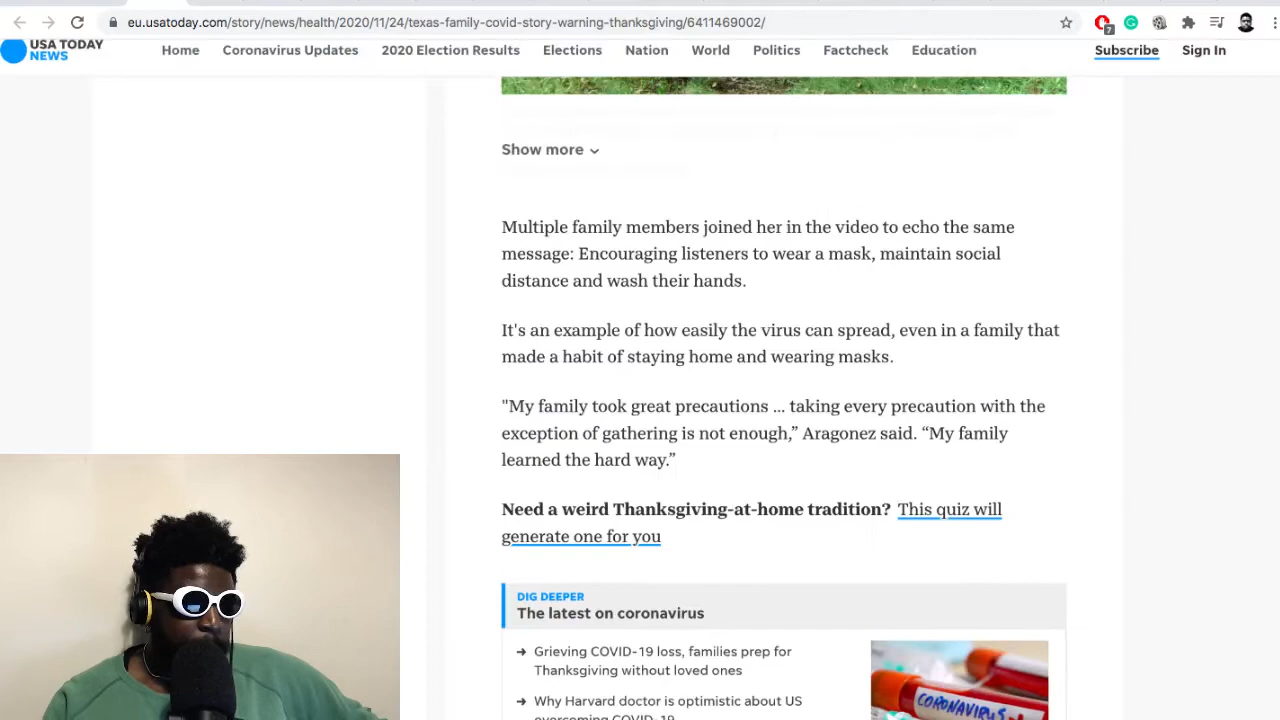 eu.usatoday.com/story/news/health/2020/11/24/texas-family-covid-story-warning-thanksgiving/6411469002/
7
USA TODAY
NEWS
Home Coronavirus Updates 2020 Election Results Elections Nation World Politics Factcheck Education Subscribe Sign In
Show more
Multiple family members joined her in the video to echo the same
message: Encouraging listeners to wear a mask, maintain social
distance and wash their hands.
It's an example of how easily the virus can spread, even in a family that
made a habit of staying home and wearing masks.
"My family took great precautions ... taking every precaution with the
exception of gathering is not enough,” Aragonez said. “My family
learned the hard way.”
Need a weird Thanksgiving-at-home tradition? This quiz will
generate one for you
DIG DEEPER
The latest on coronavirus
Grieving COVID-19 loss, families prep for
Thanksgiving without loved ones
Why Harvard doctor is optimistic about US
overcoming COVID-19
CORONAVIRUS